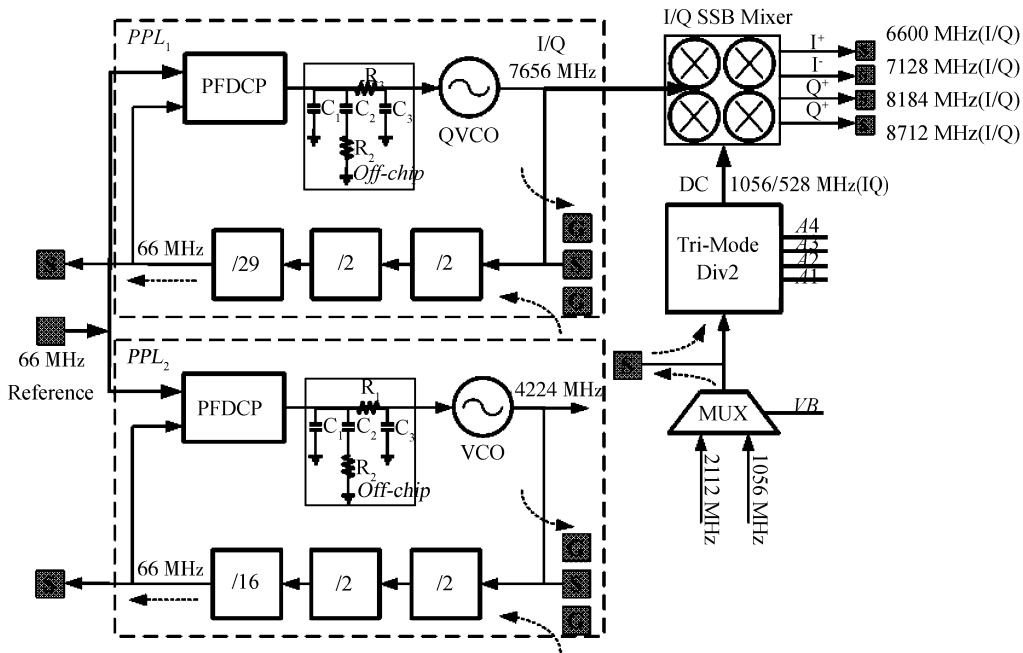 PPL1
PFDCP
C1
C2
C3
R2
Off-chip
QVCO
I/Q
7656 MHz
66 MHz
/29
/2
/2
S
G
S
G
66 MHz
Reference
PPL2
PFDCP
R1
C1
C2
C3
R2
Off-chip
VCO
4224 MHz
66 MHz
/16
/2
/2
S
G
S
G
I/Q SSB Mixer
I+
I-
Q+
Q+
S
S
S
S
6600 MHz(I/Q)
7128 MHz(I/Q)
8184 MHz(I/Q)
8712 MHz(I/Q)
DC
1056/528 MHz(IQ)
Tri-Mode
Div2
A4
A3
A2
A1
S
MUX
VB
2112 MHz
1056 MHz